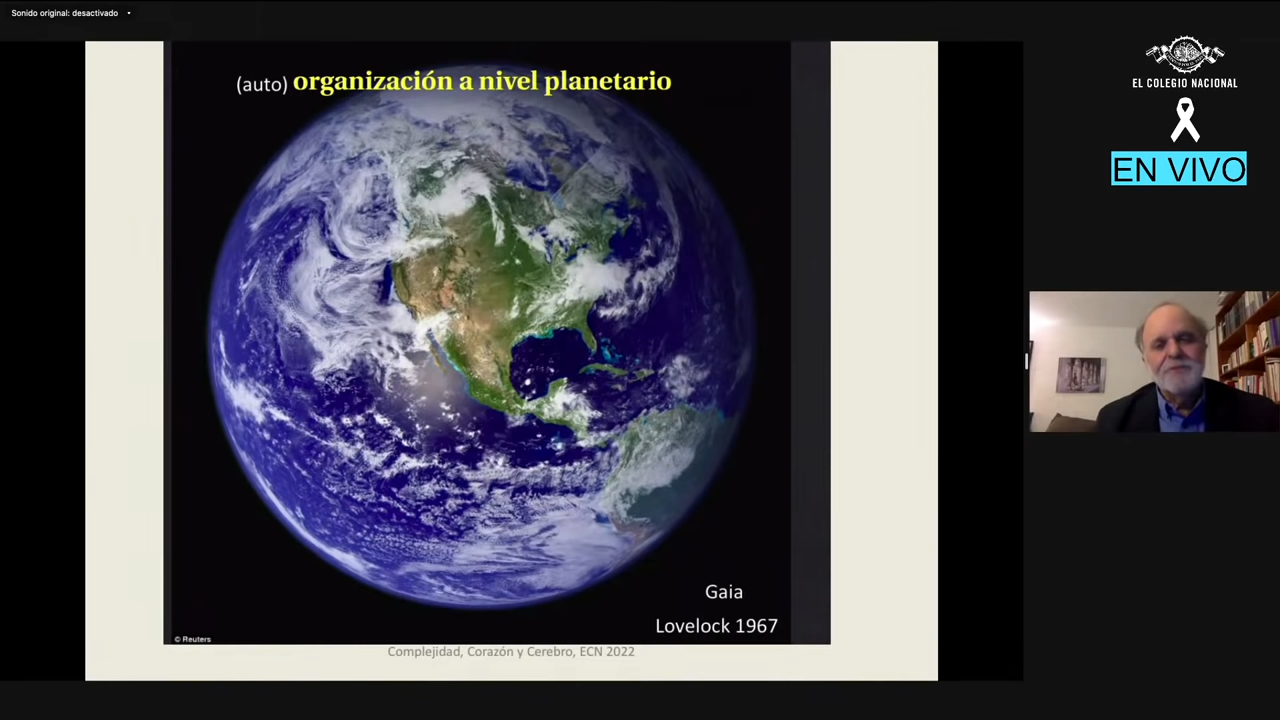 Sonido original: desactivado
(auto) organización a nivel planetario
EL COLEGIO NACIONAL
EN VIVO
Gaia
Lovelock 1967
© Reuters
Complejidad, Corazón y Cerebro, ECN 2022